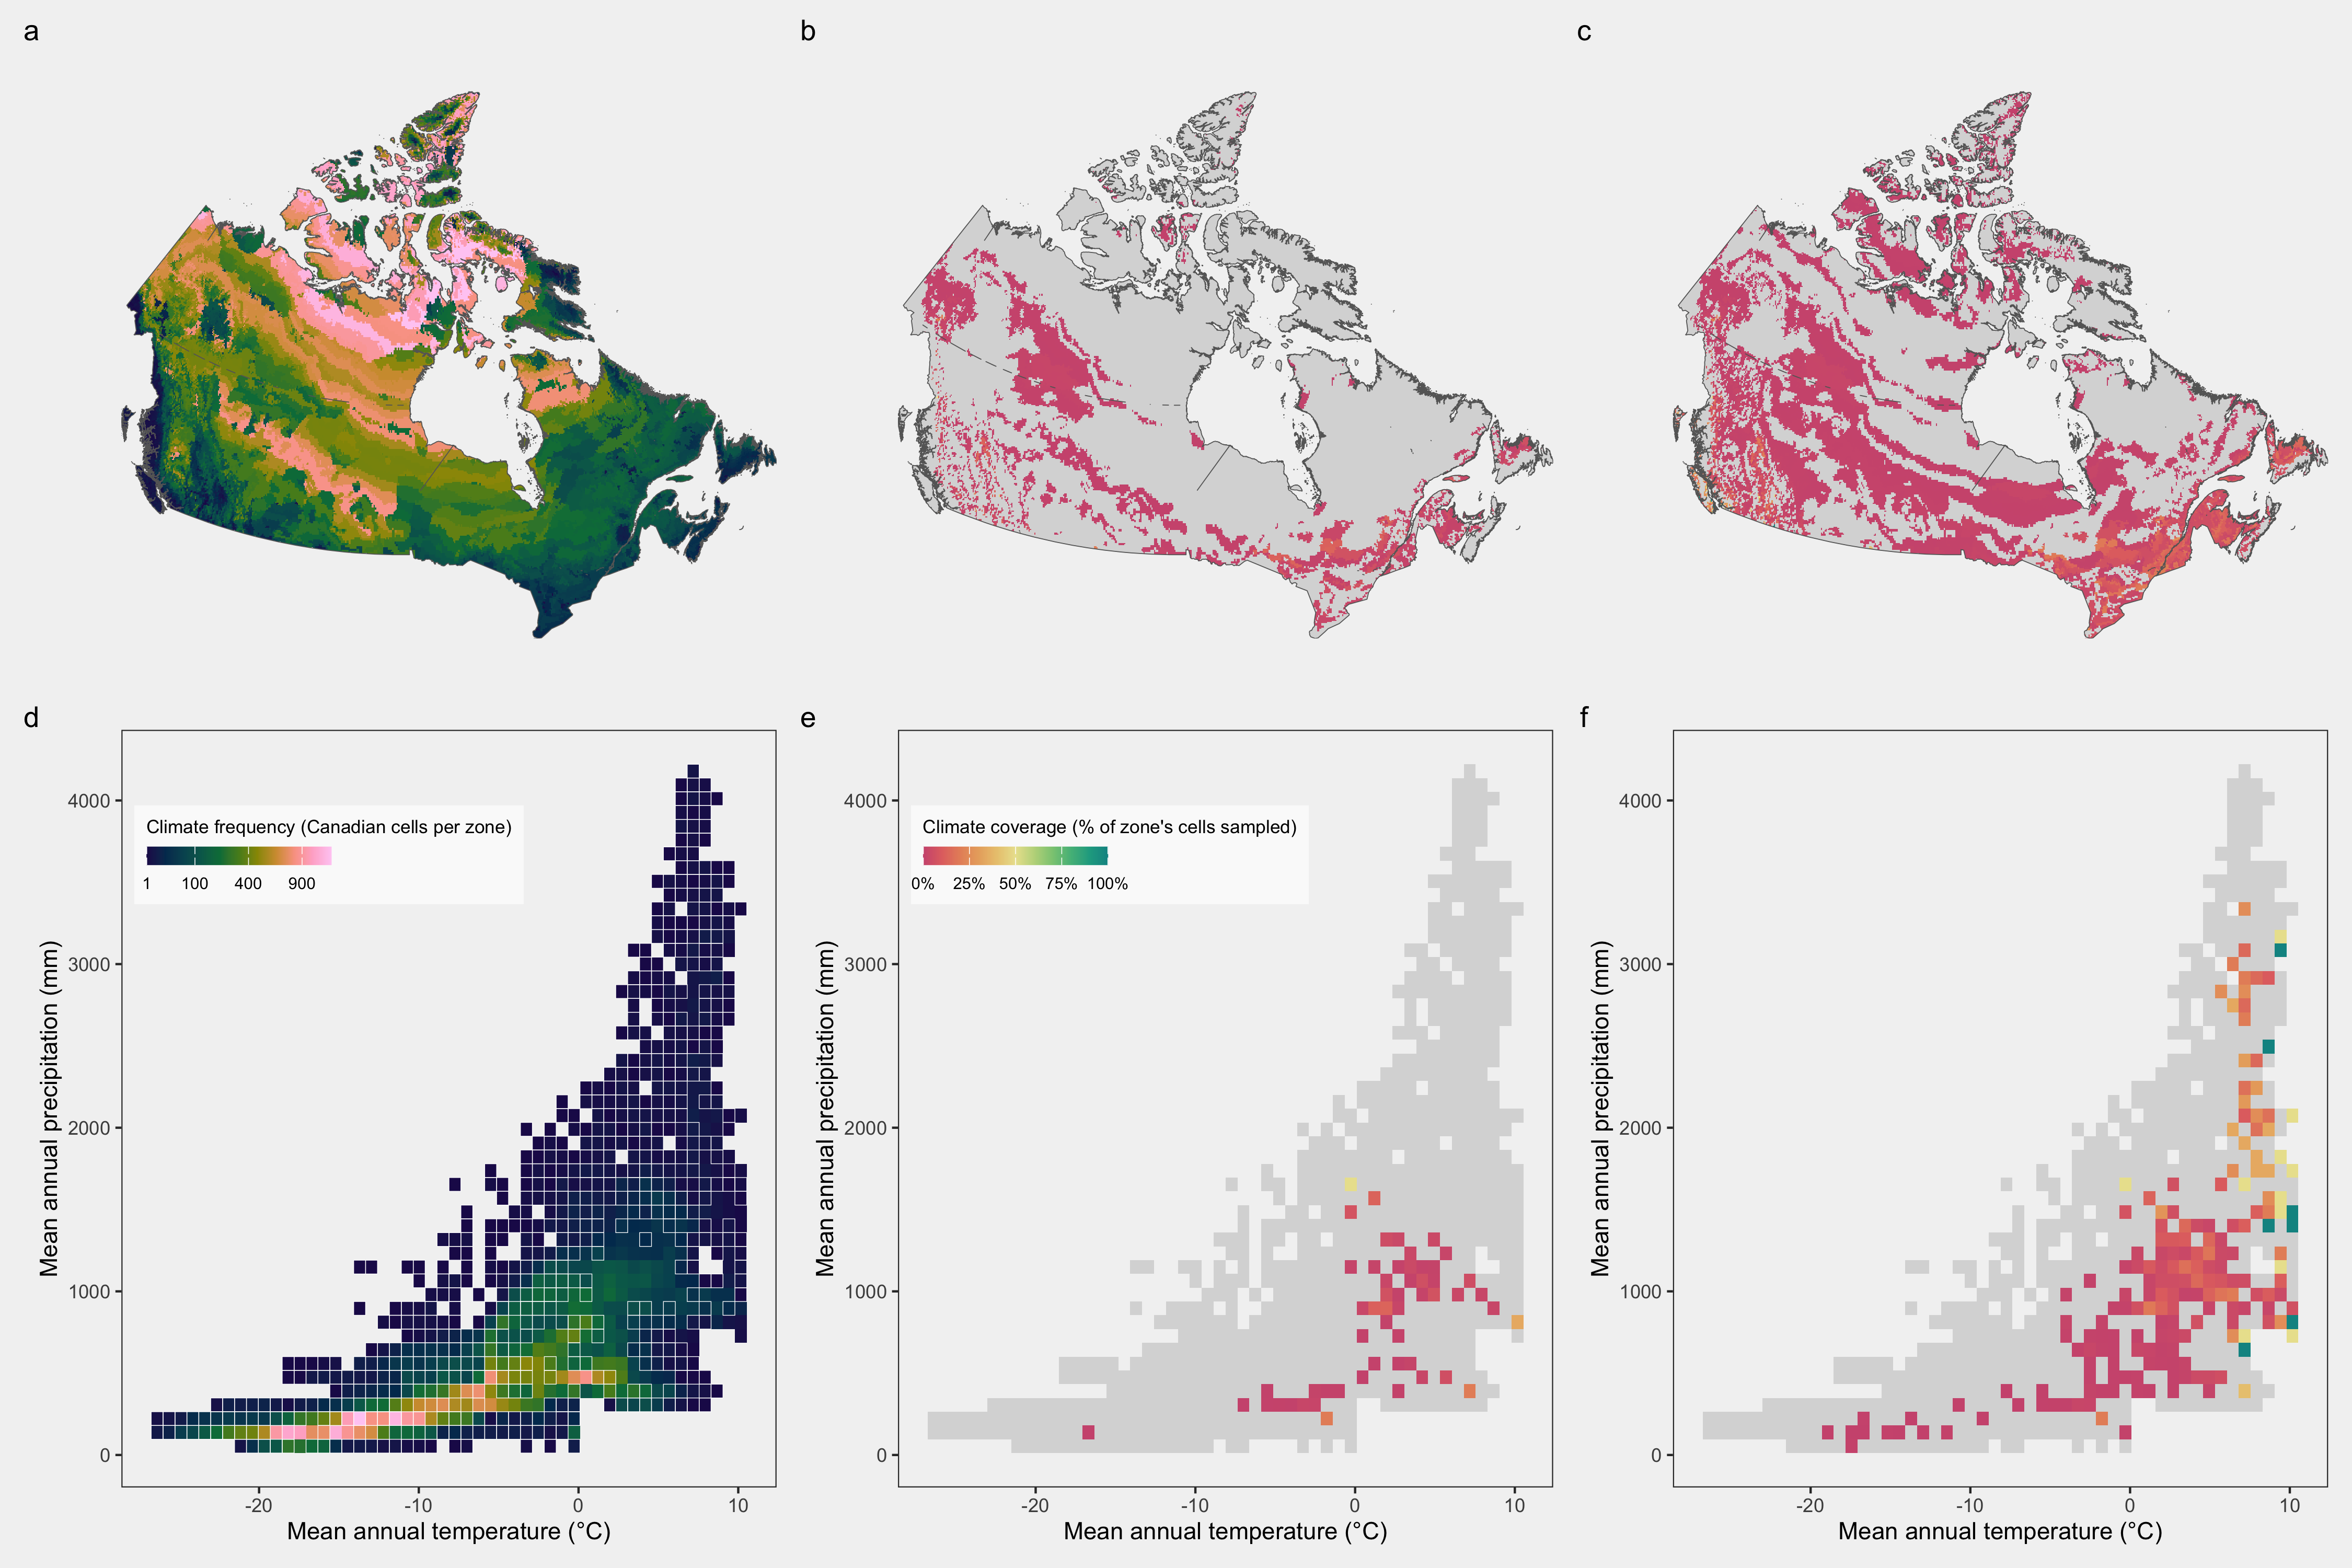 a
b
c
d
e
f
Climate frequency (Canadian cells per zone)
1 100 400 900
Mean annual precipitation (mm)
4000
3000
2000
1000
0
-20 -10 0 10
Mean annual temperature (°C)
Climate coverage (% of zone's cells sampled)
0% 25% 50% 75% 100%
Mean annual precipitation (mm)
4000
3000
2000
1000
0
-20 -10 0 10
Mean annual temperature (°C)
Mean annual precipitation (mm)
4000
3000
2000
1000
0
-20 -10 0 10
Mean annual temperature (°C)